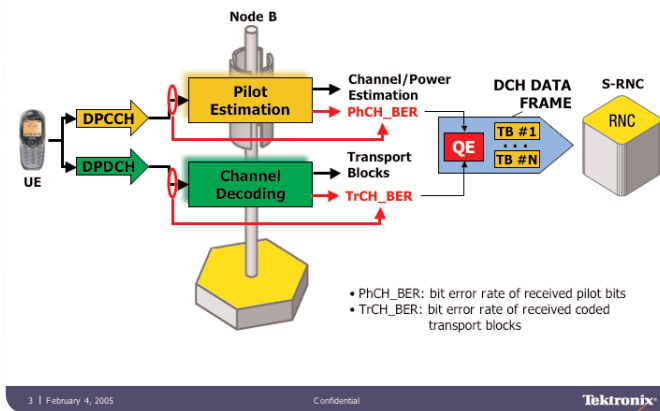 Node B
DPCCH
Pilot
Estimation
Channel/Power
Estimation
PhCH_BER
DCH DATA
FRAME
S-RNC
RNC
TB #1
. . .
TB #N
QE
UE
DPDCH
Channel
Decoding
Transport
Blocks
TrCH_BER
• PhCH_BER: bit error rate of received pilot bits
• TrCH_BER: bit error rate of received coded
transport blocks
3 | February 4, 2005
Confidential
Tektronix